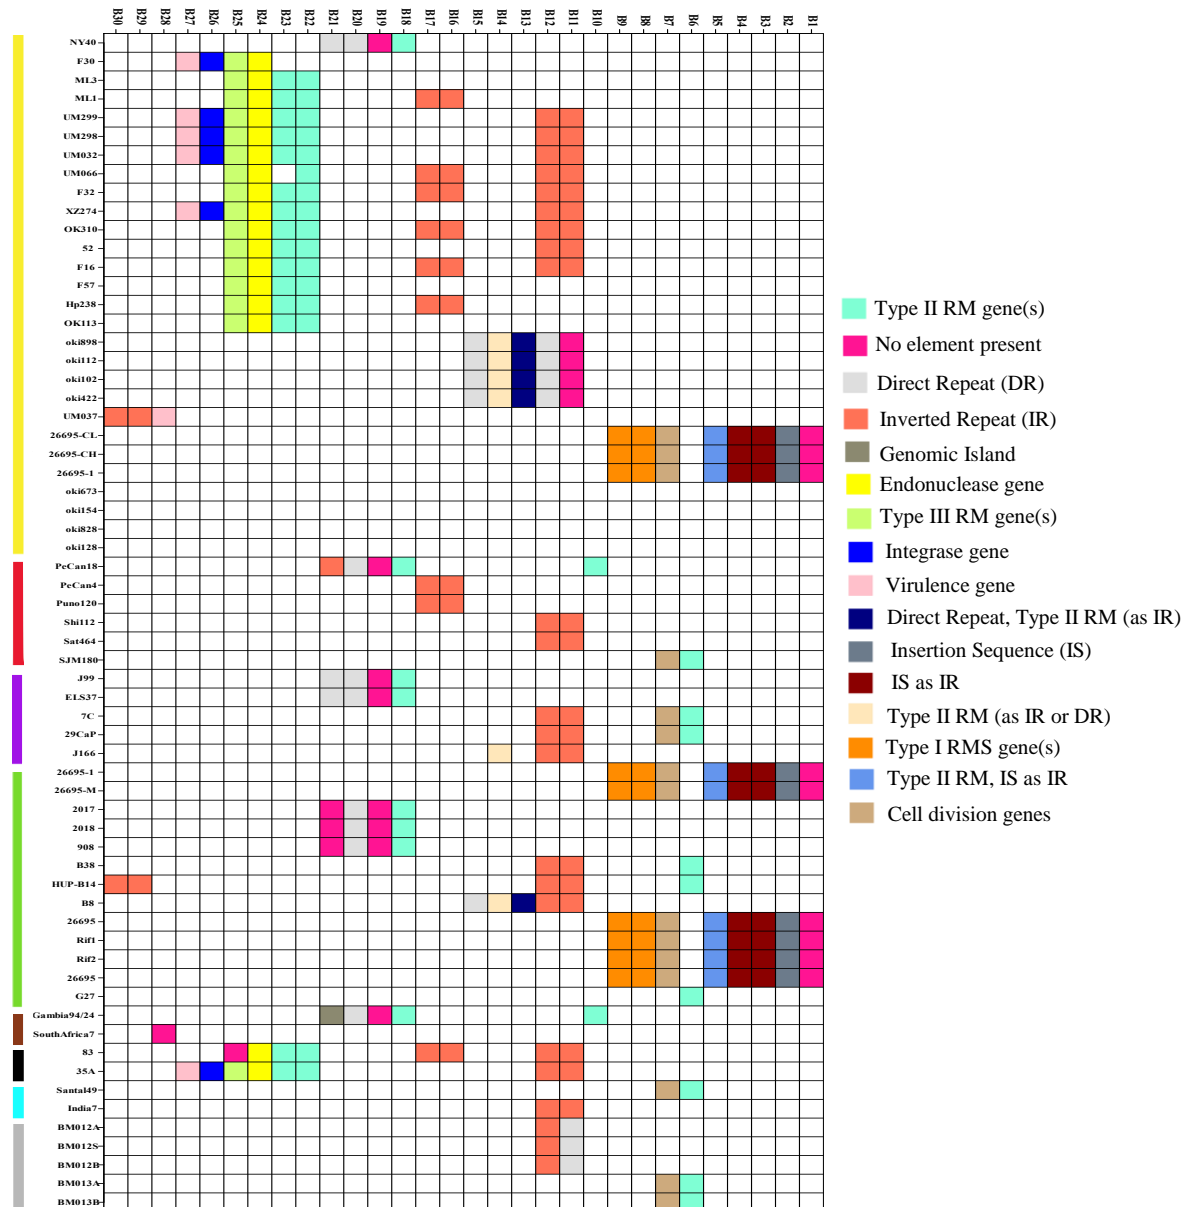 B30 B29 B28 B27 B26 B25 B24 B23 B22 B21 B20 B19 B18 B17 B16 B15 B14 B13 B12 B11 B10 B9 B8 B7 B6 B5 B4 B3 B2 B1
NY40
F30
ML3
ML1
UM299
UM298
UM032
UM066
F32
XZ274
OK310
52
F16
F57
Hp238
OK113
oki898
oki112
oki102
oki422
UM037
26695-CL
26695-CH
26695-1
oki673
oki154
oki828
oki128
PeCan18
PeCan4
Puno120
Shi112
Sat464
SJM180
J99
ELS37
7C
29CaP
J166
26695-1
26695-M
2017
2018
908
B38
HUP-B14
B8
26695
Rif1
Rif2
26695
G27
Gambia94/24
SouthAfrica7
83
35A
Santal49
India7
BM012A
BM012S
BM012B
BM013A
BM013B
Type II RM gene(s)
No element present
Direct Repeat (DR)
Inverted Repeat (IR)
Genomic Island
Endonuclease gene
Type III RM gene(s)
Integrase gene
Virulence gene
Direct Repeat, Type II RM (as IR)
Insertion Sequence (IS)
IS as IR
Type II RM (as IR or DR)
Type I RMS gene(s)
Type II RM, IS as IR
Cell division genes